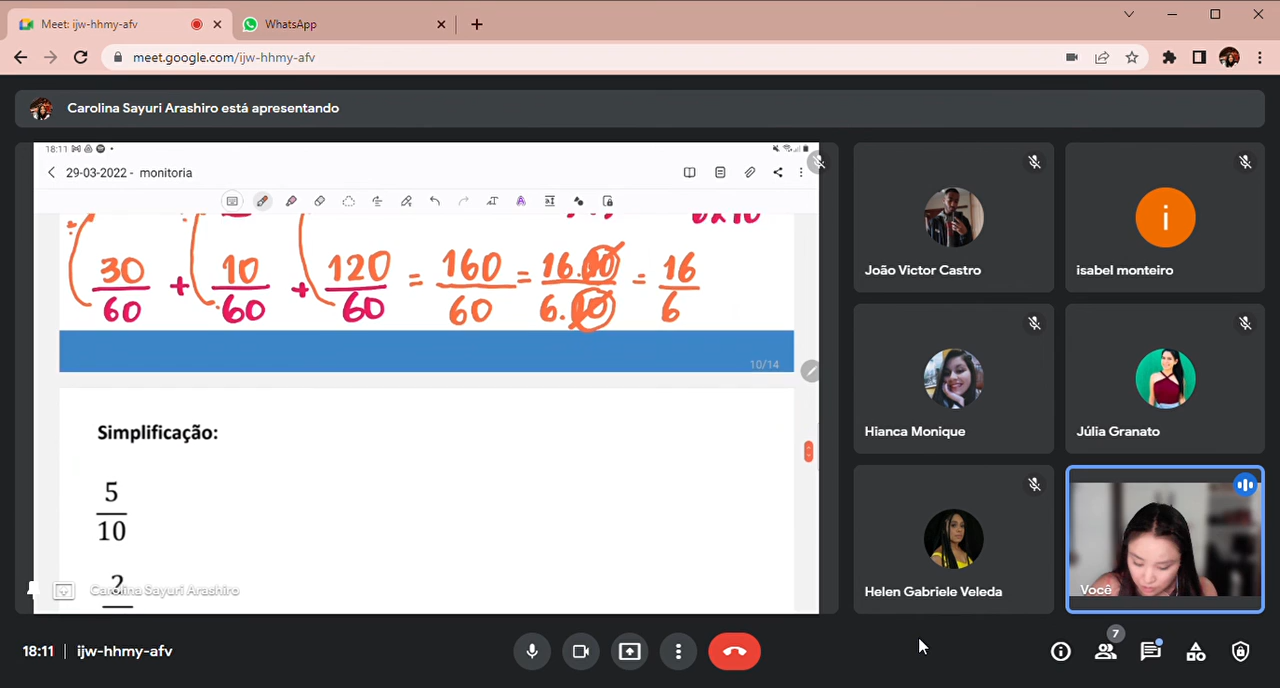 Meet: ijw-hhmy-afv
WhatsApp
meet.google.com/ijw-hhmy-afv
Carolina Sayuri Arashiro está apresentando
18:11
29-03-2022 - monitoria
6x10
30/60 + 10/60 + 120/60 = 160/60 = 16.10/6.10 = 16/6
10/14
Simplificação:
5
10
2
Carolina Sayuri Arashiro
João Victor Castro
i
isabel monteiro
Hianca Monique
Júlia Granato
Helen Gabriele Veleda
Você
18:11 | ijw-hhmy-afv
7